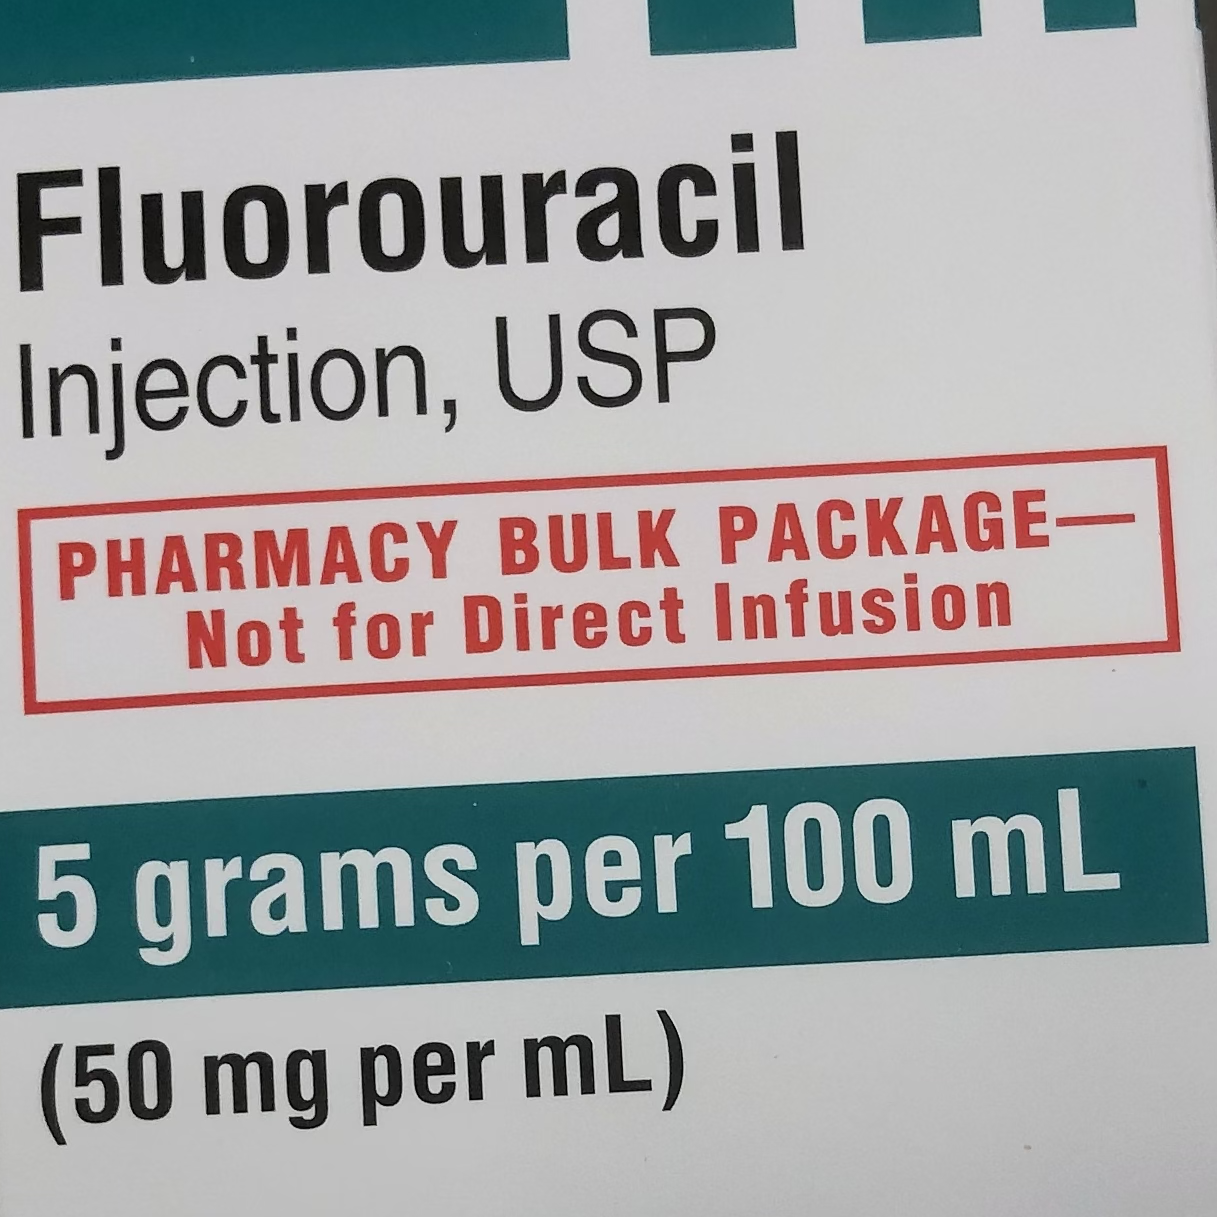 Fluorouracil
Injection, USP
PHARMACY BULK PACKAGE—
Not for Direct Infusion
5 grams per 100 mL
(50 mg per mL)